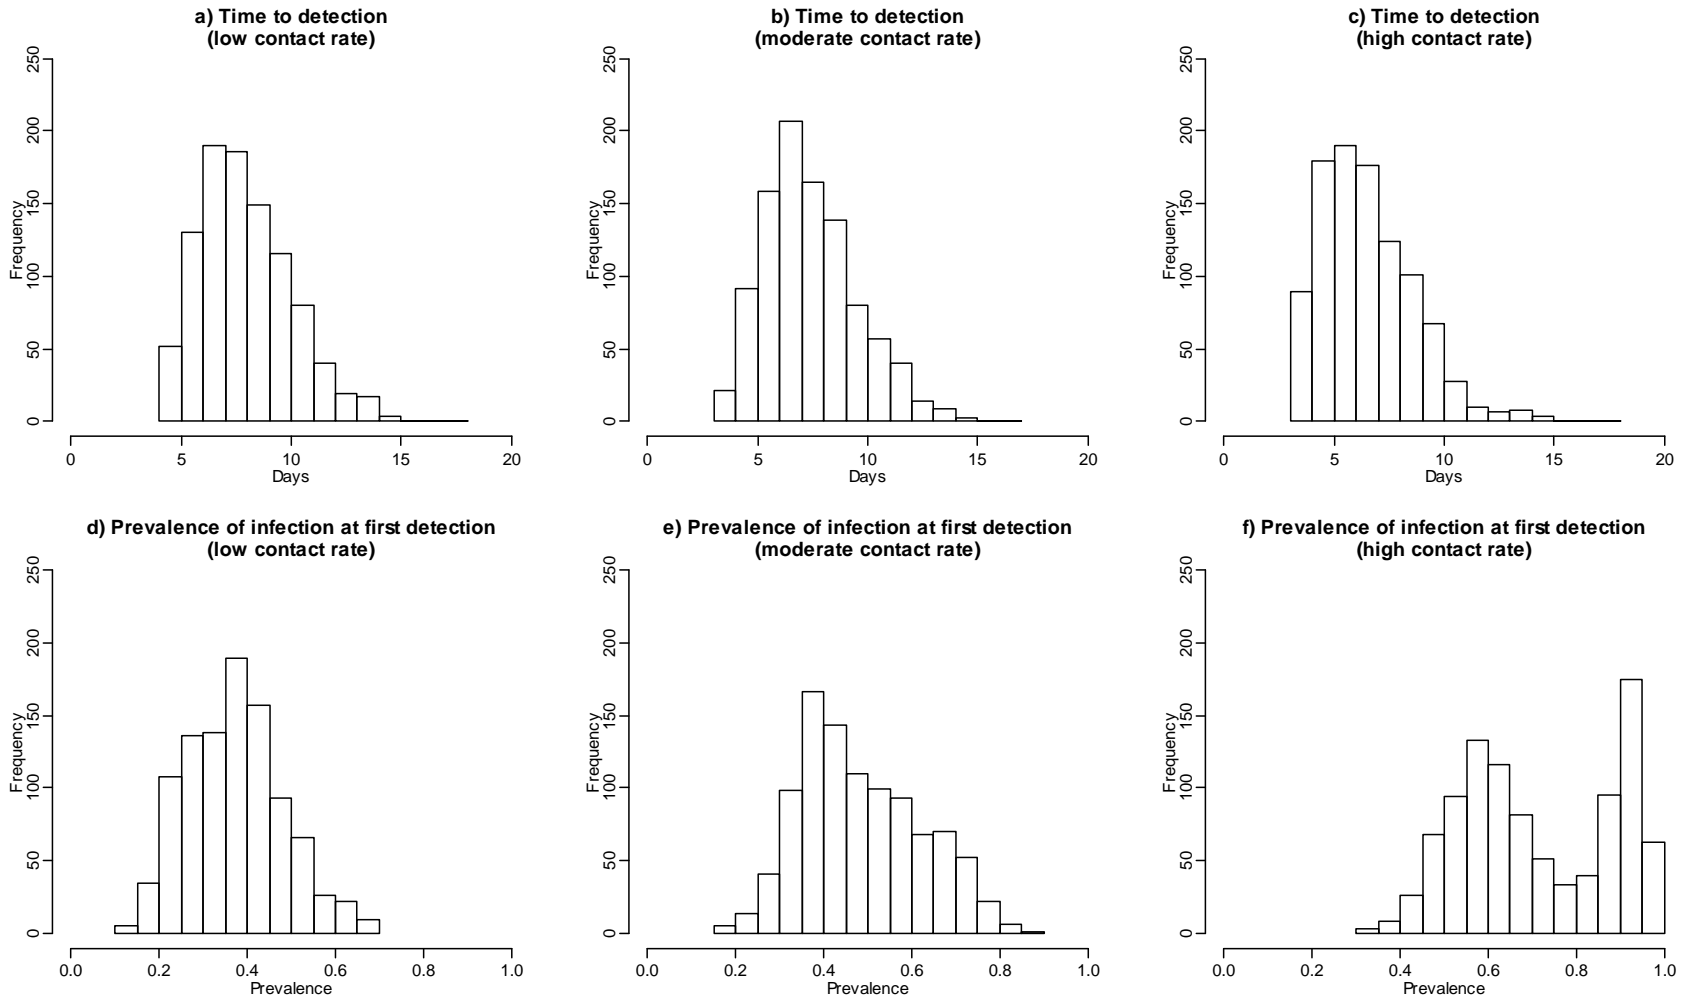 a) Time to detection
(low contact rate)
250
200
150
100
50
0
Frequency
0 5 10 15 20
Days
b) Time to detection
(moderate contact rate)
250
200
150
100
50
0
Frequency
0 5 10 15 20
Days
c) Time to detection
(high contact rate)
250
200
150
100
50
0
Frequency
0 5 10 15 20
Days
d) Prevalence of infection at first detection
(low contact rate)
250
200
150
100
50
0
Frequency
0.0 0.2 0.4 0.6 0.8 1.0
Prevalence
e) Prevalence of infection at first detection
(moderate contact rate)
250
200
150
100
50
0
Frequency
0.0 0.2 0.4 0.6 0.8 1.0
Prevalence
f) Prevalence of infection at first detection
(high contact rate)
250
200
150
100
50
0
Frequency
0.0 0.2 0.4 0.6 0.8 1.0
Prevalence